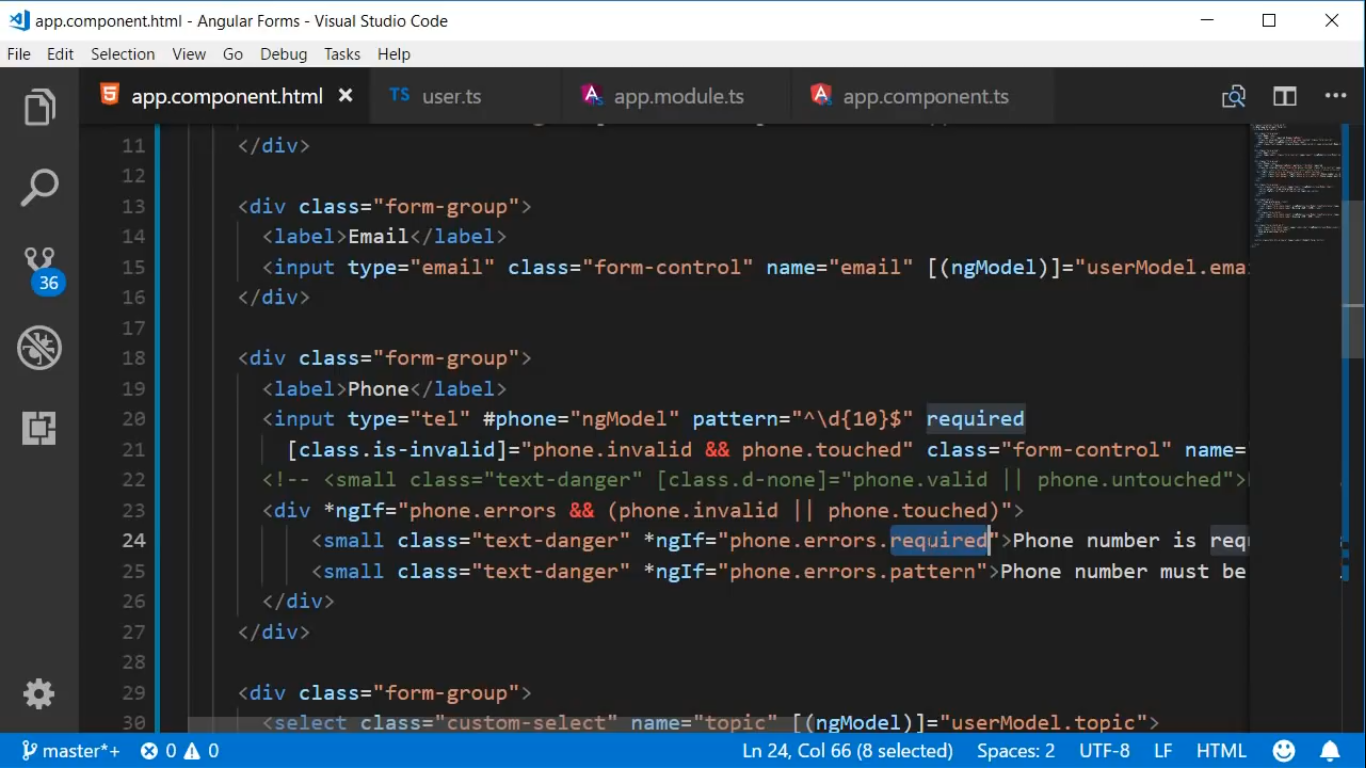 app.component.html - Angular Forms - Visual Studio Code
File Edit Selection View Go Debug Tasks Help
app.component.html TS user.ts app.module.ts app.component.ts
11 </div>
12
13 <div class="form-group">
14 <label>Email</label>
15 <input type="email" class="form-control" name="email" [(ngModel)]="userModel.emai
16 </div>
17
18 <div class="form-group">
19 <label>Phone</label>
20 <input type="tel" #phone="ngModel" pattern="^\d{10}$" required
21 [class.is-invalid]="phone.invalid && phone.touched" class="form-control" name=
22 <!-- <small class="text-danger" [class.d-none]="phone.valid || phone.untouched">
23 <div *ngIf="phone.errors && (phone.invalid || phone.touched)">
24 <small class="text-danger" *ngIf="phone.errors.required">Phone number is req
25 <small class="text-danger" *ngIf="phone.errors.pattern">Phone number must be
26 </div>
27 </div>
28
29 <div class="form-group">
30 <select class="custom-select" name="topic" [(ngModel)]="userModel.topic">
36
master*+ 0 0 Ln 24, Col 66 (8 selected) Spaces: 2 UTF-8 LF HTML